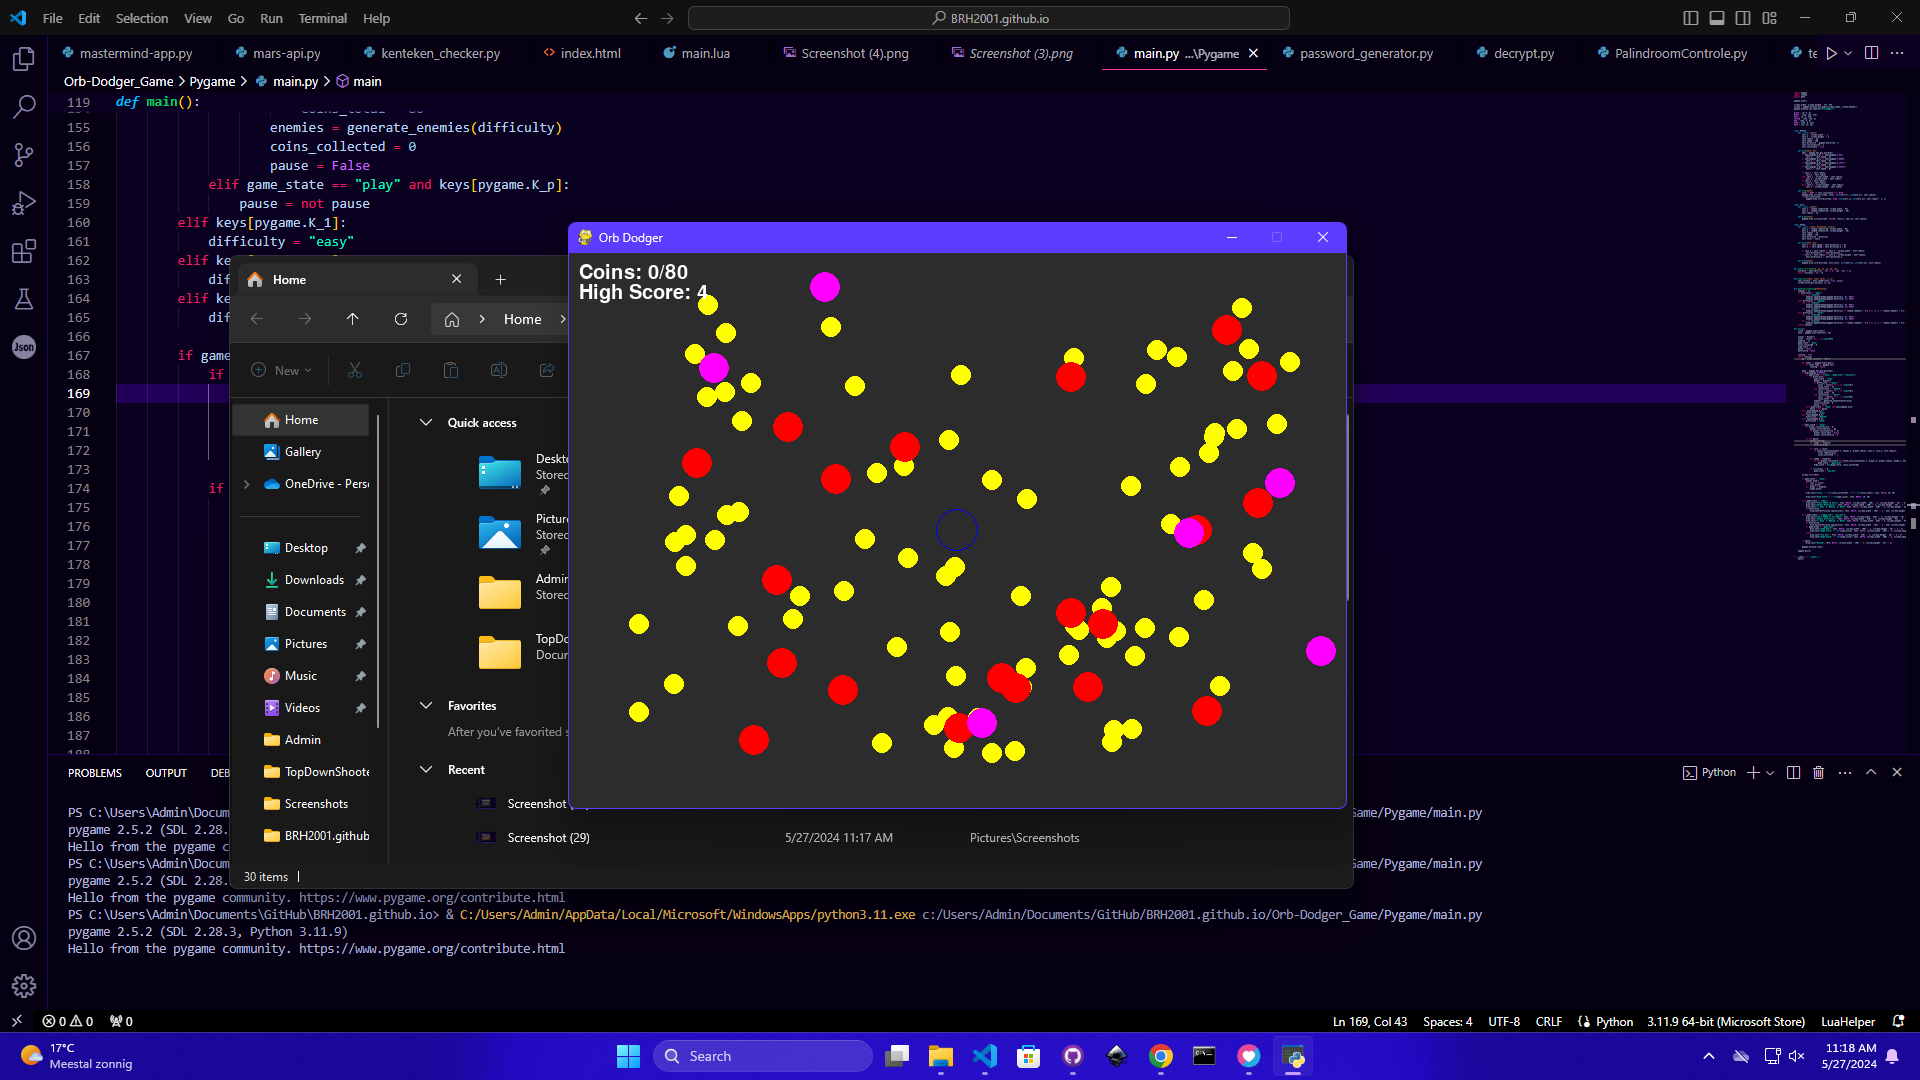 File Edit Selection View Go Run Terminal Help
BRH2001.github.io
mastermind-app.py mars-api.py kenteken_checker.py index.html main.lua Screenshot (4).png Screenshot (3).png main.py ...\Pygame password_generator.py decrypt.py PalindroomControle.py te
Orb-Dodger_Game > Pygame > main.py > main
119 def main():
155 enemies = generate_enemies(difficulty)
156 coins_collected = 0
157 pause = False
158 elif game_state == "play" and keys[pygame.K_p]:
159 pause = not pause
160 elif keys[pygame.K_1]:
161 difficulty = "easy"
162 elif ke
163 dif
164 elif ke
165 dif
166
167 if game
168 if
169
170
171
172
173
174 if
175
176
177
178
179
180
181
182
183
184
185
186
187
188
Home
Home
New
Home
Gallery
OneDrive - Pers
Desktop
Downloads
Documents
Pictures
Music
Videos
Admin
TopDownShoote
Screenshots
BRH2001.github
30 items
Quick access
Deskt
Stored
Picture
Stored
Admin
Stored
TopDo
Docum
Favorites
After you've favorited s
Recent
Screenshot (
Screenshot (29) 5/27/2024 11:17 AM Pictures\Screenshots
Orb Dodger
Coins: 0/80
High Score: 4
PROBLEMS OUTPUT DEB
Python
PS C:\Users\Admin\Docum
Game/Pygame/main.py
pygame 2.5.2 (SDL 2.28.
Hello from the pygame c
PS C:\Users\Admin\Docum
Game/Pygame/main.py
pygame 2.5.2 (SDL 2.28.
Hello from the pygame community. https://www.pygame.org/contribute.html
PS C:\Users\Admin\Documents\GitHub\BRH2001.github.io> & C:/Users/Admin/AppData/Local/Microsoft/WindowsApps/python3.11.exe c:/Users/Admin/Documents/GitHub/BRH2001.github.io/Orb-Dodger_Game/Pygame/main.py
pygame 2.5.2 (SDL 2.28.3, Python 3.11.9)
Hello from the pygame community. https://www.pygame.org/contribute.html
Json
0 0 0
Ln 169, Col 43 Spaces: 4 UTF-8 CRLF Python 3.11.9 64-bit (Microsoft Store) LuaHelper
17°C
Meestal zonnig
Search
11:18 AM
5/27/2024